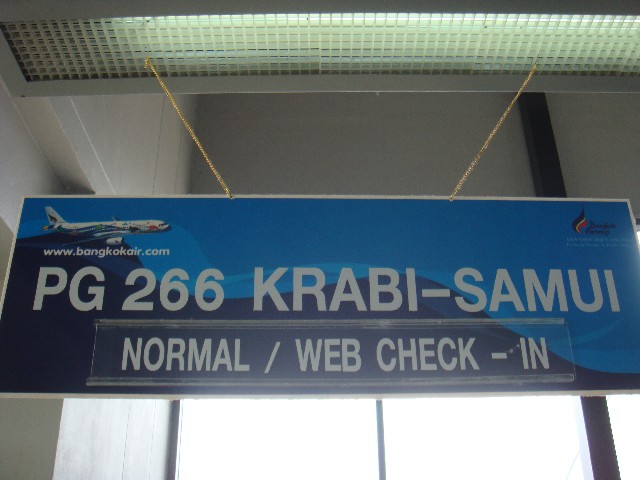 www.bangkokair.com
PG 266 KRABI-SAMUI
NORMAL / WEB CHECK - IN